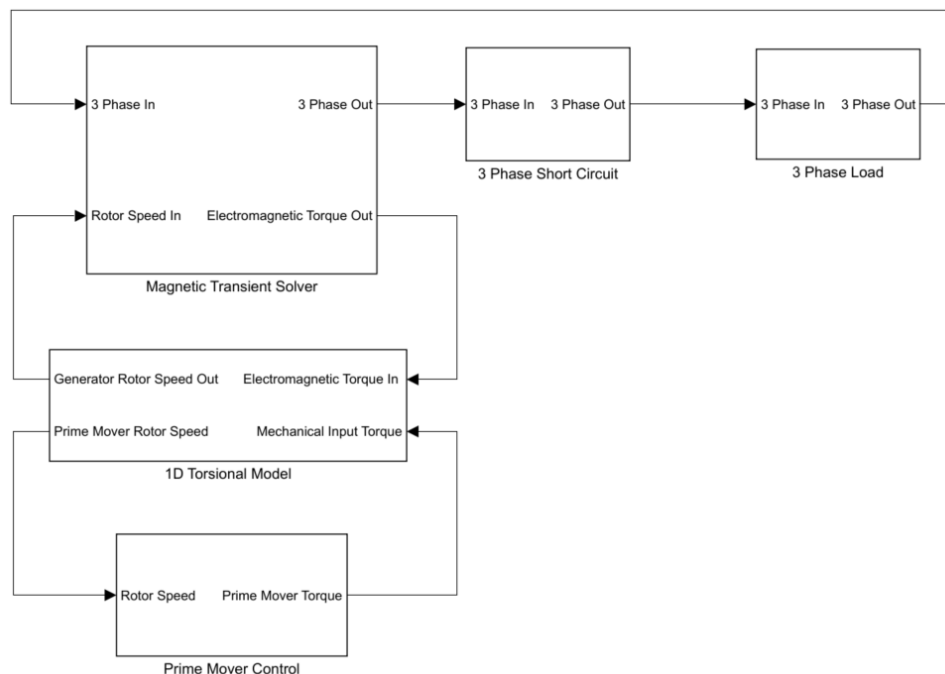 3 Phase In
3 Phase Out
3 Phase In
3 Phase Out
3 Phase In
3 Phase Out
3 Phase Short Circuit
3 Phase Load
Rotor Speed In
Electromagnetic Torque Out
Magnetic Transient Solver
Generator Rotor Speed Out
Electromagnetic Torque In
Prime Mover Rotor Speed
Mechanical Input Torque
1D Torsional Model
Rotor Speed
Prime Mover Torque
Prime Mover Control